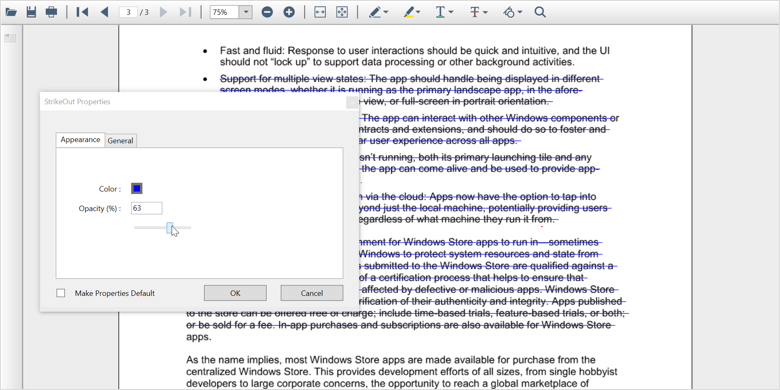 3 / 3
75%
T
T
• Fast and fluid: Response to user interactions should be quick and intuitive, and the UI
should not “lock up” to support data processing or other background activities.
• Support for multiple view states: The app should handle being displayed in different
screen modes, whether it is running as the primary landscape app, in the afore-
view, or full-screen in portrait orientation.
The app can interact with other Windows components or
ntracts and extensions, and should do so to foster and
ar user experience across all apps.
sn’t running, both its primary launching tile and any
the app can come alive and be used to provide app-
via the cloud: Apps now have the option to tap into
yond just the local machine, potentially providing users
egardless of what machine they run it from.
nment for Windows Store apps to run in—sometimes
Windows to protect system resources and state from
submitted to the Windows Store are qualified against a
of a certification process that helps to ensure that
affected by defective or malicious apps. Windows Store
rification of their authenticity and integrity. Apps published
to the store can be offered free of charge; include time-based trials, feature-based trials, or both;
or be sold for a fee. In-app purchases and subscriptions are also available for Windows Store
apps.
As the name implies, most Windows Store apps are made available for purchase from the
centralized Windows Store. This provides development efforts of all sizes, from single hobbyist
developers to large corporate concerns, the opportunity to reach a global marketplace of
StrikeOut Properties
Appearance General
Color :
Opacity (%) : 63
Make Properties Default OK Cancel